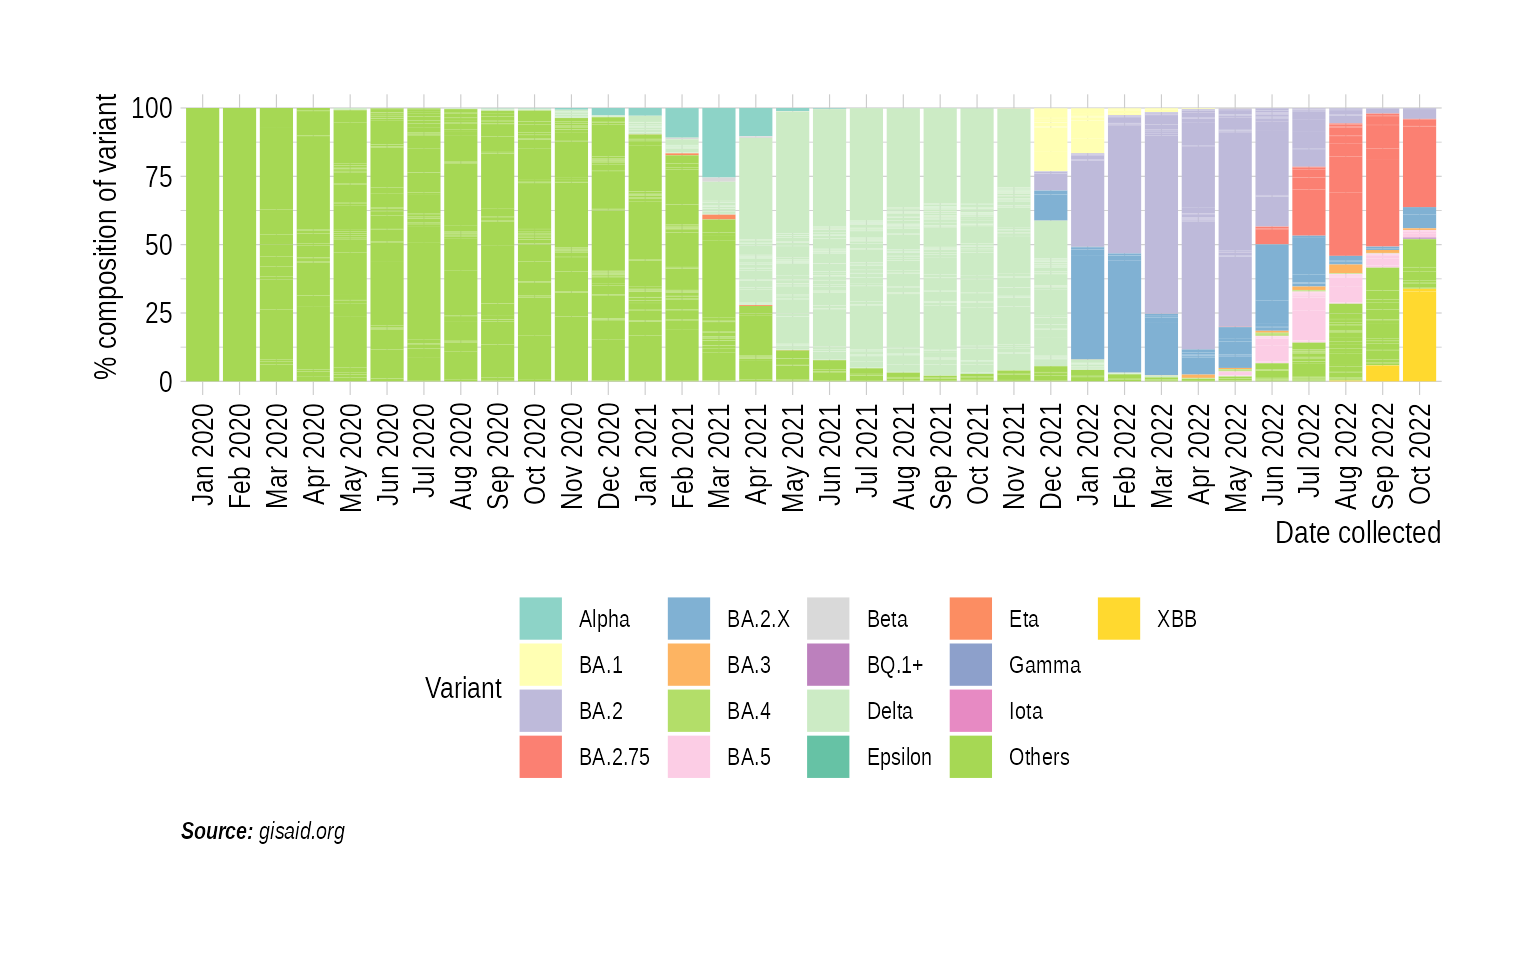 % composition of variant
100
75
50
25
0
Jan 2020
Feb 2020
Mar 2020
Apr 2020
May 2020
Jun 2020
Jul 2020
Aug 2020
Sep 2020
Oct 2020
Nov 2020
Dec 2020
Jan 2021
Feb 2021
Mar 2021
Apr 2021
May 2021
Jun 2021
Jul 2021
Aug 2021
Sep 2021
Oct 2021
Nov 2021
Dec 2021
Jan 2022
Feb 2022
Mar 2022
Apr 2022
May 2022
Jun 2022
Jul 2022
Aug 2022
Sep 2022
Oct 2022
Date collected
Variant
Alpha
BA.1
BA.2
BA.2.75
BA.2.X
BA.3
BA.4
BA.5
Beta
BQ.1+
Delta
Epsilon
Eta
Gamma
Iota
Others
XBB
Source: gisaid.org